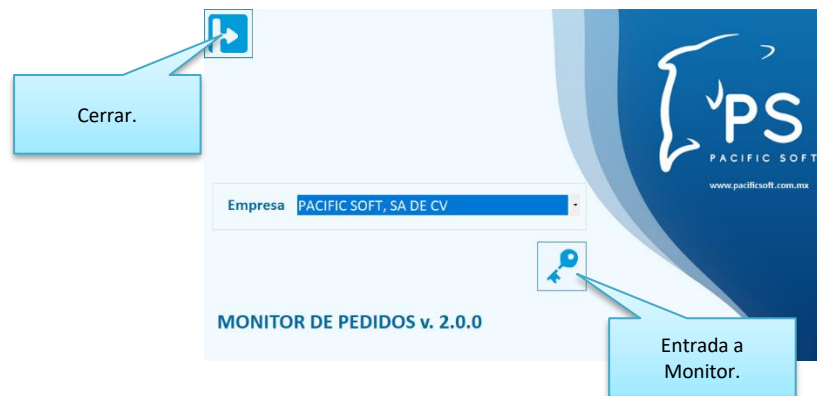 Cerrar.
PS
PACIFIC SOFT
www.pacificsoft.com.mx
Empresa PACIFIC SOFT, SA DE CV
MONITOR DE PEDIDOS v. 2.0.0
Entrada a
Monitor.